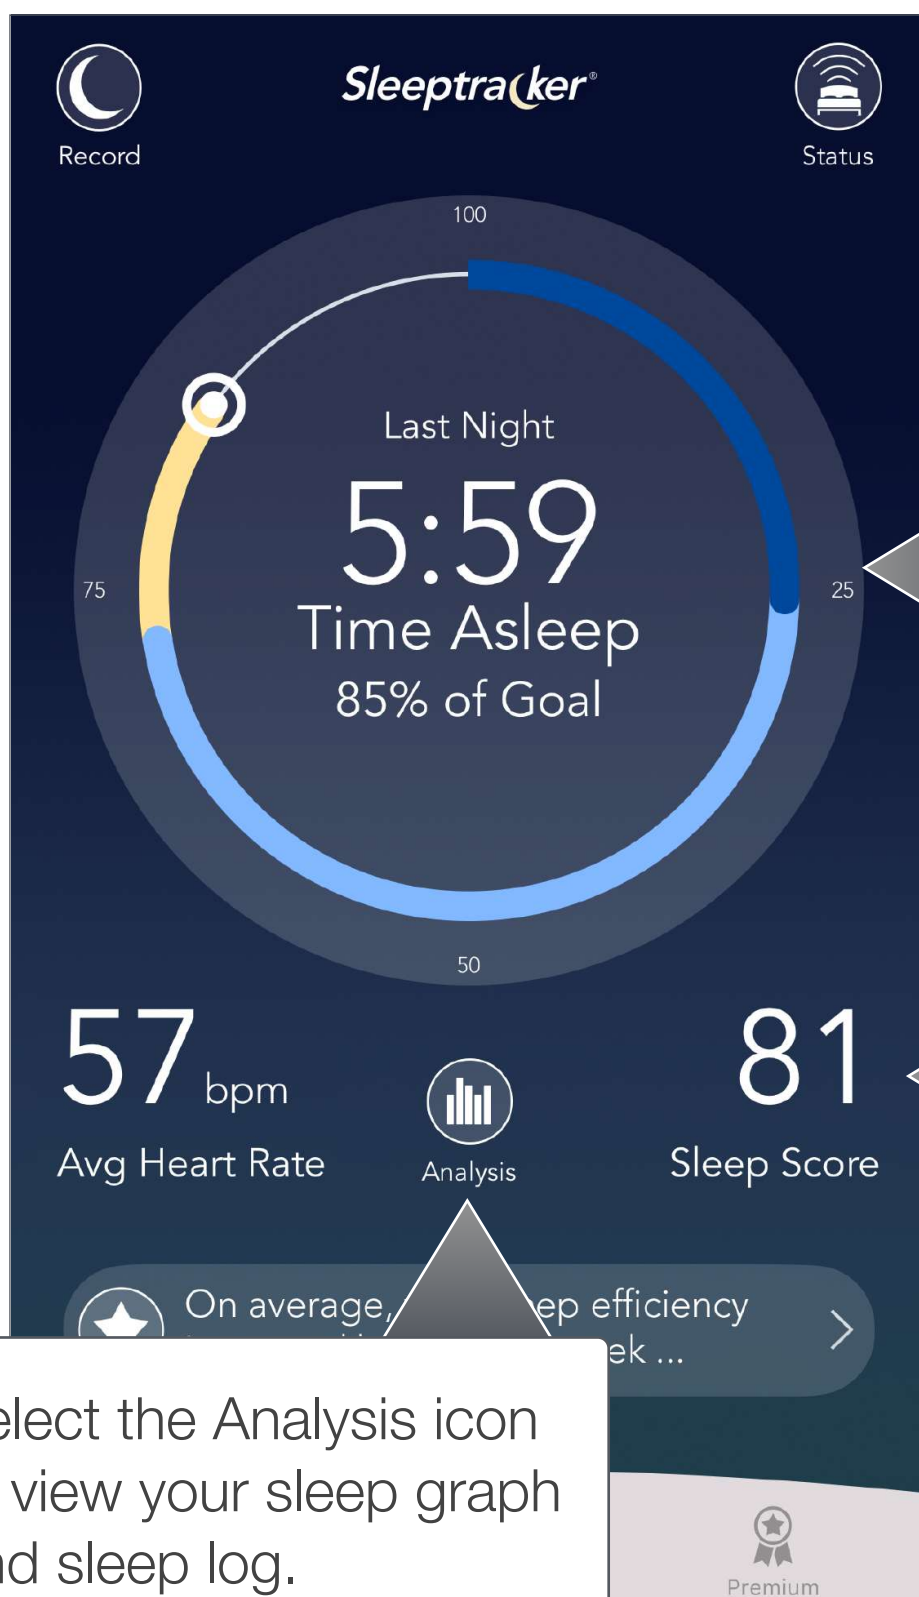 Sleeptracker®
Record
Status
100
Last Night
5:59
75
25
Time Asleep
85% of Goal
50
57 bpm
81
Avg Heart Rate
Analysis
Sleep Score
On average, ep efficiency
ek ...
elect the Analysis icon
view your sleep graph
nd sleep log.
Premium